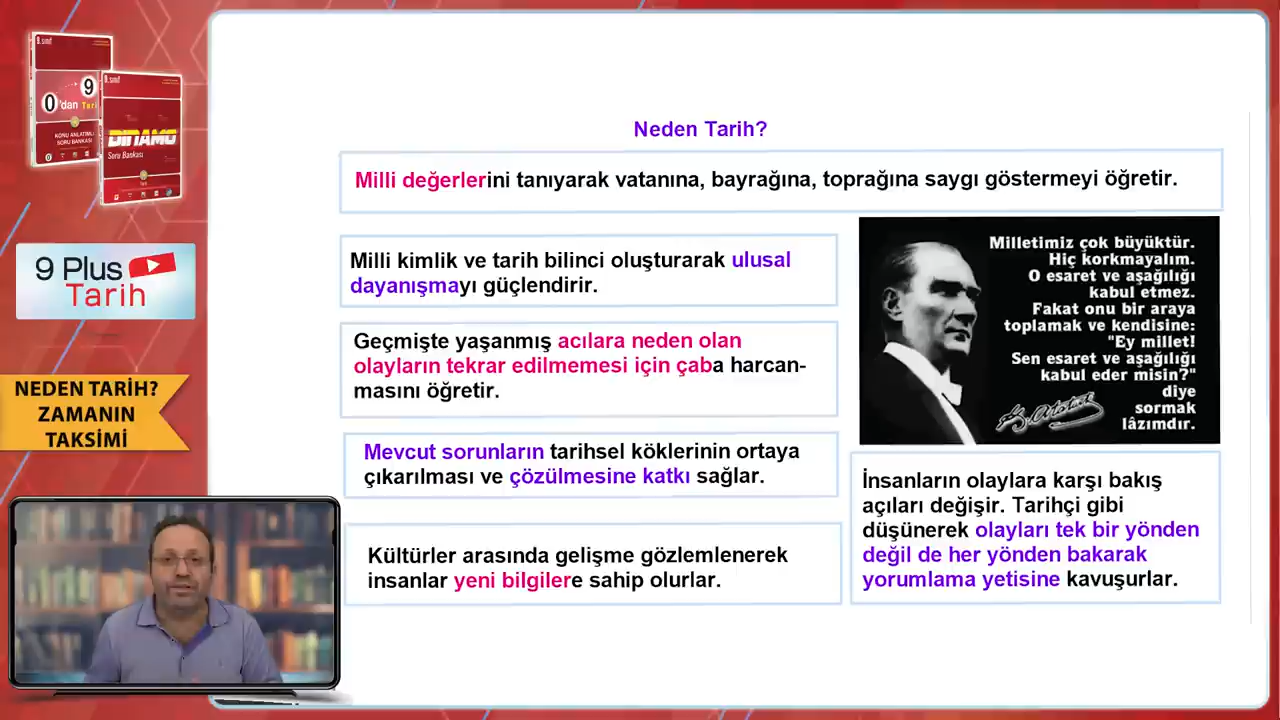 9.sınıf
0'dan 9 Tari
KONU ANLATIMLI
SORU BANKASI
9.sınıf
DINAMO
Soru Bankası
9 Plus
Tarih
NEDEN TARİH?
ZAMANIN
TAKSİMİ
Neden Tarih?
Milli değerlerini tanıyarak vatanına, bayrağına, toprağına saygı göstermeyi öğretir.
Milli kimlik ve tarih bilinci oluşturarak ulusal
dayanışmayı güçlendirir.
Geçmişte yaşanmış acılara neden olan
olayların tekrar edilmemesi için çaba harcan-
masını öğretir.
Mevcut sorunların tarihsel köklerinin ortaya
çıkarılması ve çözülmesine katkı sağlar.
Kültürler arasında gelişme gözlemlenerek
insanlar yeni bilgilere sahip olurlar.
Milletimiz çok büyüktür.
Hiç korkmayalım.
O esaret ve aşağılığı
kabul etmez.
Fakat onu bir araya
toplamak ve kendisine:
"Ey millet!
Sen esaret ve aşağılığı
kabul eder misin?"
diye
sormak
lâzımdır.
İnsanların olaylara karşı bakış
açıları değişir. Tarihçi gibi
düşünerek olayları tek bir yönden
değil de her yönden bakarak
yorumlama yetisine kavuşurlar.